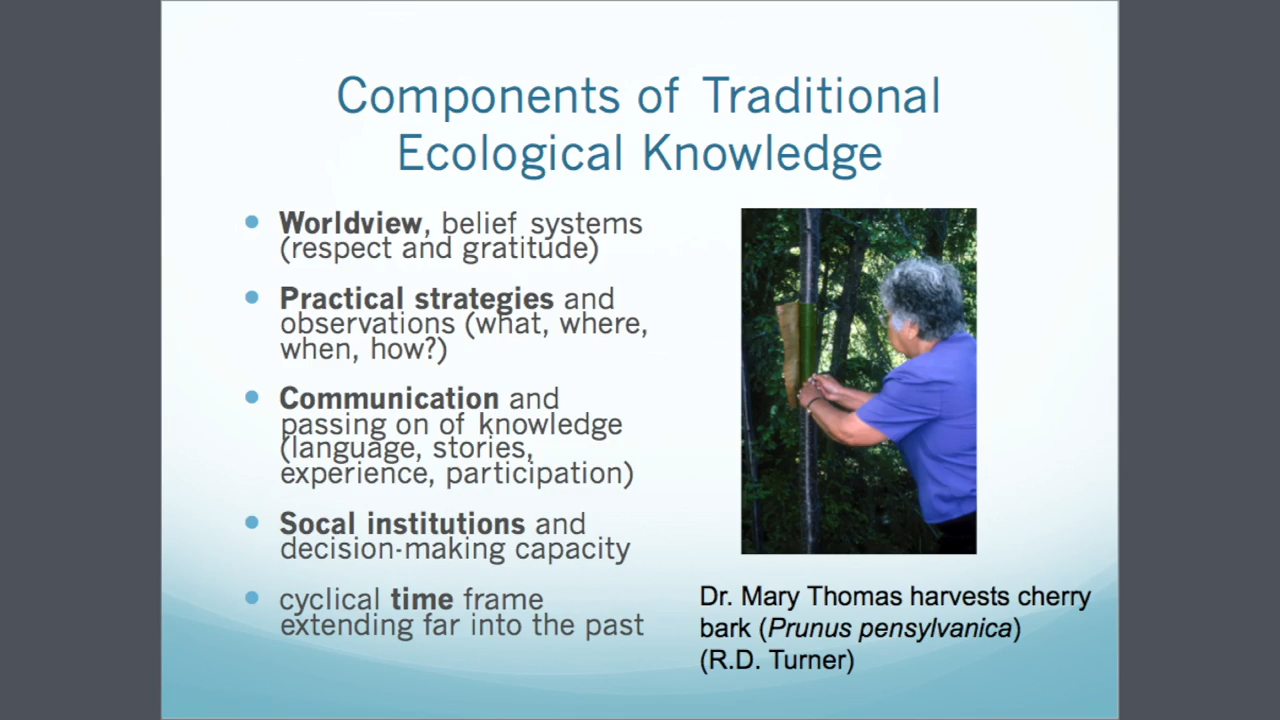 Components of Traditional
Ecological Knowledge
Worldview, belief systems
(respect and gratitude)
Practical strategies and
observations (what, where,
when, how?)
Communication and
passing on of knowledge
(language, stories,
experience, participation)
Socal institutions and
decision-making capacity
cyclical time frame
extending far into the past
Dr. Mary Thomas harvests cherry
bark (Prunus pensylvanica)
(R.D. Turner)